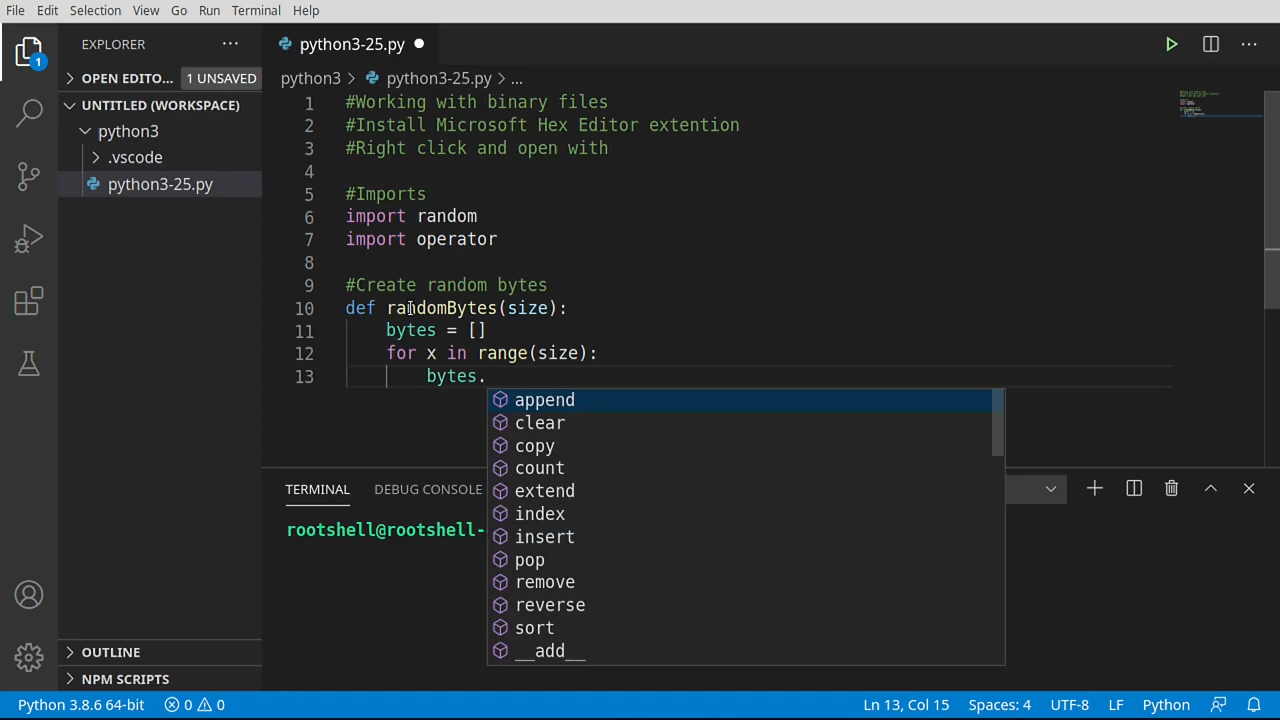 File Edit Selection View Go Run Terminal Help
EXPLORER
python3-25.py
OPEN EDITO... 1 UNSAVED
python3 > python3-25.py > ...
UNTITLED (WORKSPACE)
python3
.vscode
python3-25.py
1 #Working with binary files
2 #Install Microsoft Hex Editor extention
3 #Right click and open with
4
5 #Imports
6 import random
7 import operator
8
9 #Create random bytes
10 def randomBytes(size):
11 bytes = []
12 for x in range(size):
13 bytes.
append
clear
copy
count
extend
index
insert
pop
remove
reverse
sort
__add__
TERMINAL DEBUG CONSOLE
rootshell@rootshell-
1
OUTLINE
NPM SCRIPTS
Python 3.8.6 64-bit 0 0 Ln 13, Col 15 Spaces: 4 UTF-8 LF Python